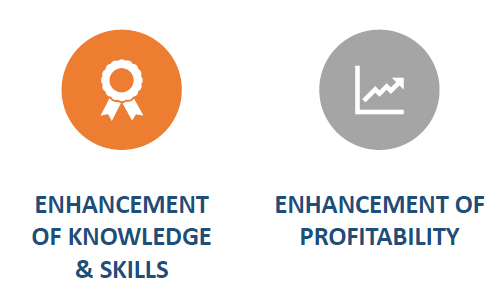 ENHANCEMENT
OF KNOWLEDGE
& SKILLS
ENHANCEMENT OF
PROFITABILITY